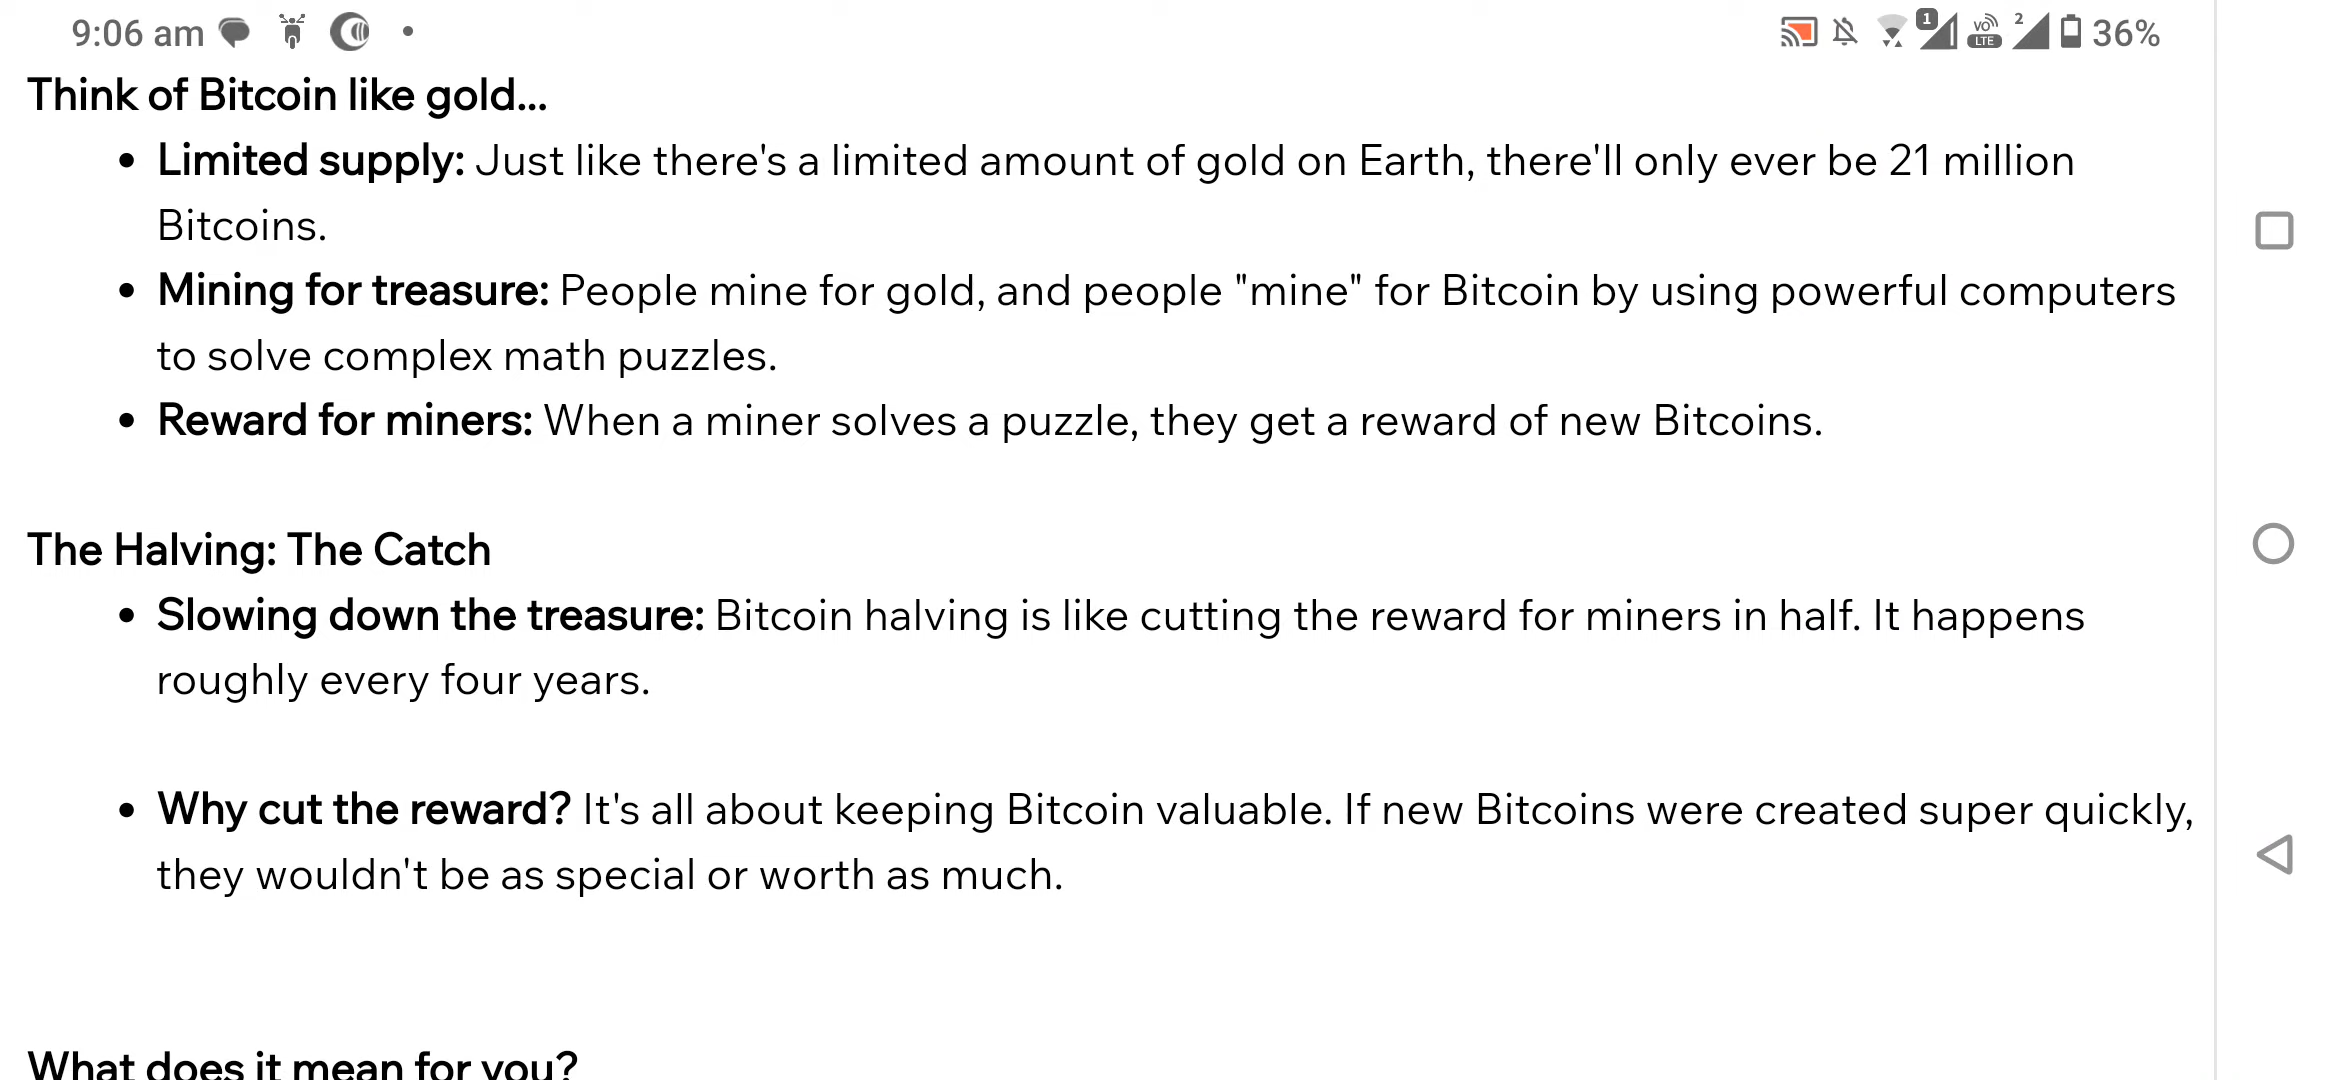 9:06 am
1 VO LTE 2 36%
Think of Bitcoin like gold...
• Limited supply: Just like there's a limited amount of gold on Earth, there'll only ever be 21 million
Bitcoins.
• Mining for treasure: People mine for gold, and people "mine" for Bitcoin by using powerful computers
to solve complex math puzzles.
• Reward for miners: When a miner solves a puzzle, they get a reward of new Bitcoins.
The Halving: The Catch
• Slowing down the treasure: Bitcoin halving is like cutting the reward for miners in half. It happens
roughly every four years.
• Why cut the reward? It's all about keeping Bitcoin valuable. If new Bitcoins were created super quickly,
they wouldn't be as special or worth as much.
What does it mean for you?